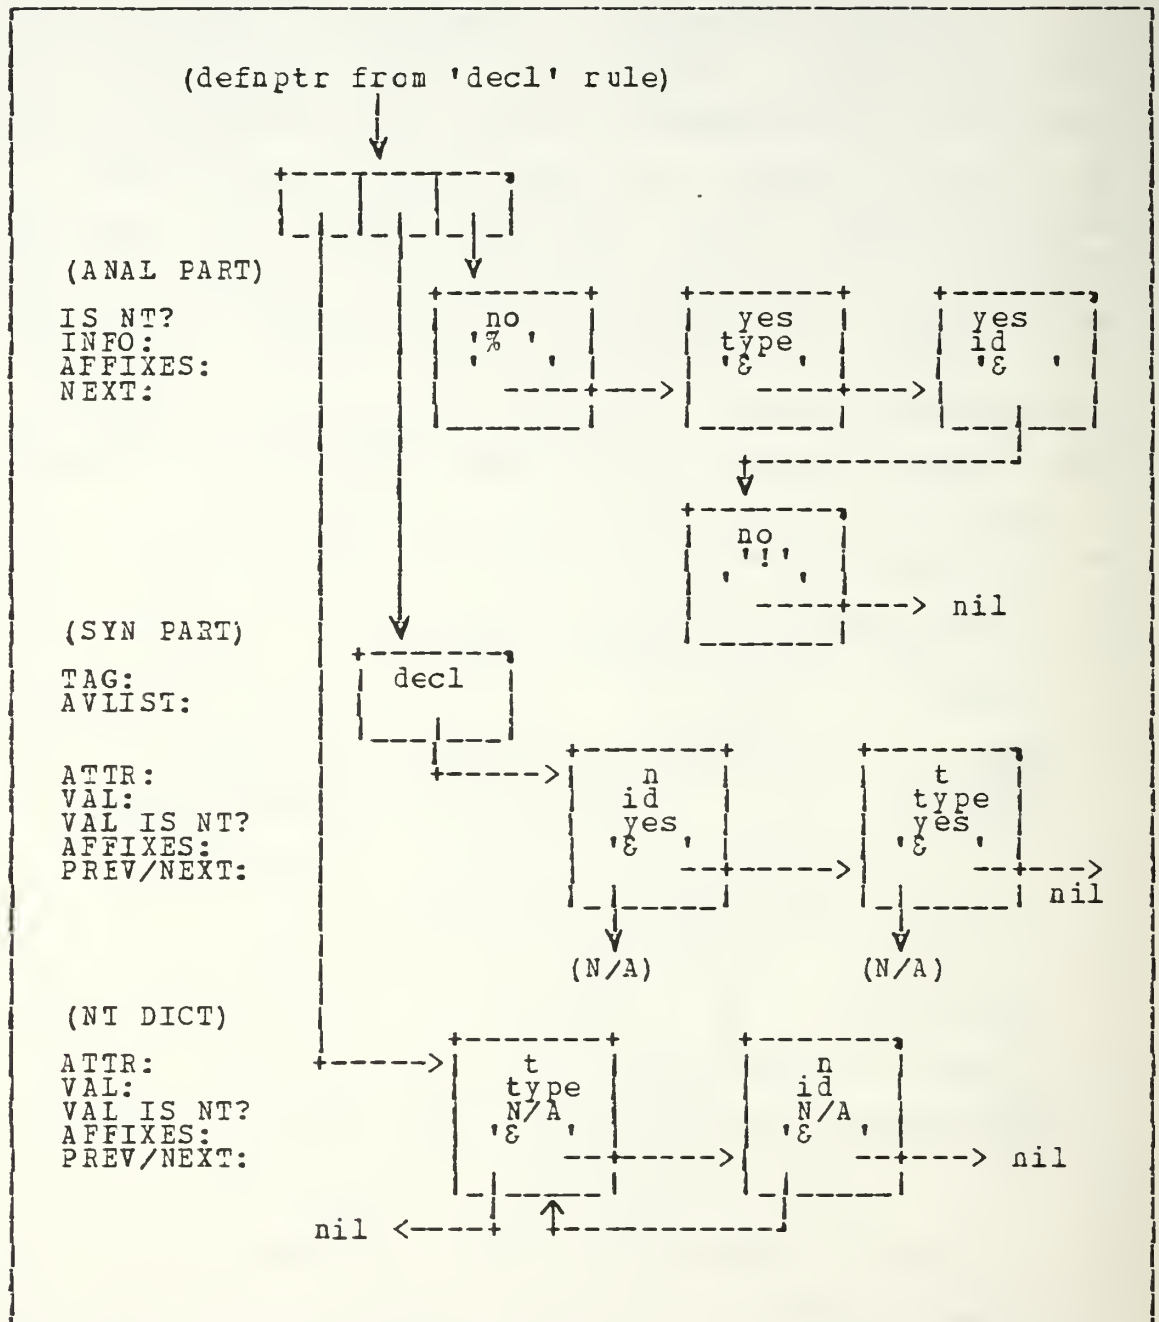 (defnptr from 'decl' rule)
(ANAL PART)
IS NT? no yes yes
INFO: '% ' type id
AFFIXES: '   ' '&  ' '&  '
NEXT:
no
'!'
'   '
nil
(SYN PART)
TAG: decl
AVLIST:
ATTR: n t
VAL: id type
VAL IS NT? yes yes
AFFIXES: '&  ' '&  '
PREV/NEXT: nil
(N/A) (N/A)
(NT DICT)
ATTR: t n
VAL: type id
VAL IS NT? N/A N/A
AFFIXES: '&  ' '&  '
PREV/NEXT: nil
nil